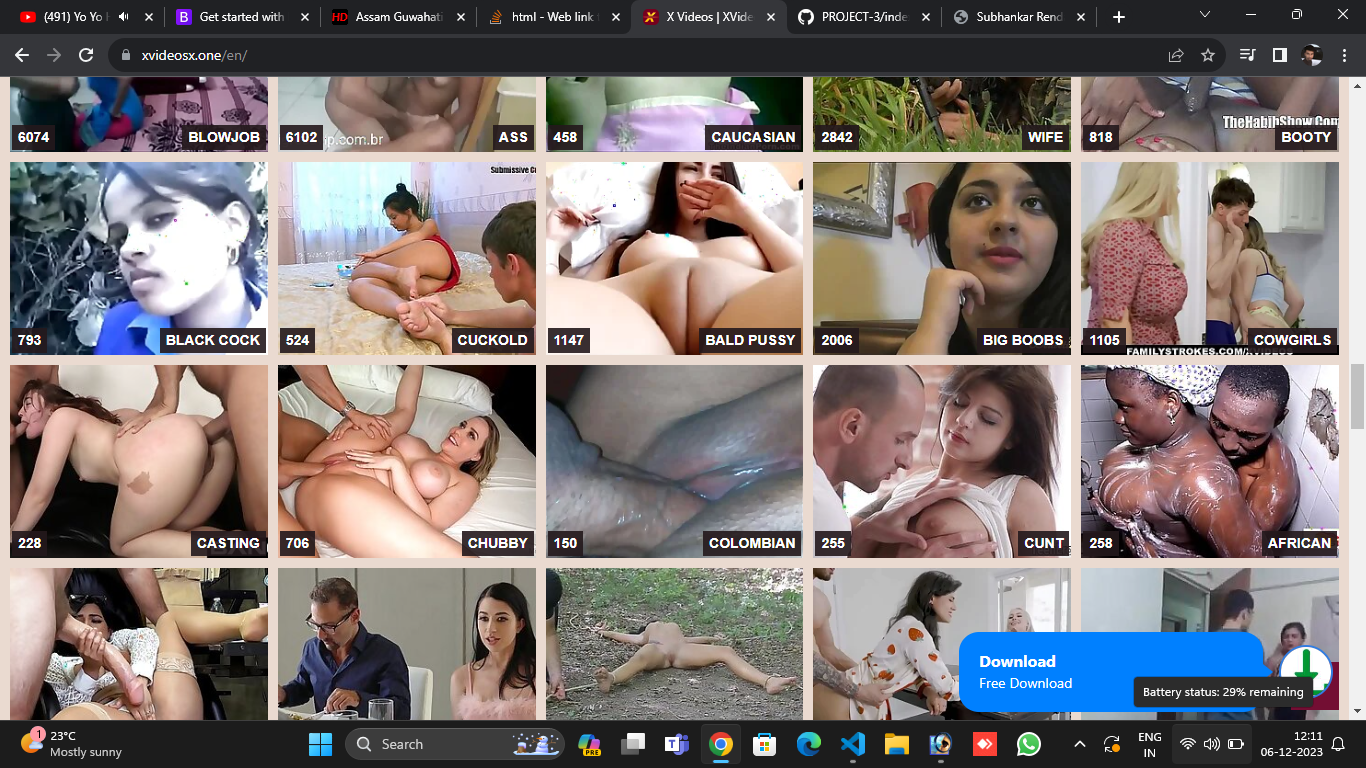 (491) Yo Yo H
Get started with
HD Assam Guwahati
html - Web link
X Videos | XVide
PROJECT-3/inde
Subhankar Rend
xvideosx.one/en/
6074 BLOWJOB
jp.com.br
6102 ASS
458 CAUCASIAN
2842 WIFE
TheHabibShow.Com
818 BOOTY
793 BLACK COCK
Submissive C
524 CUCKOLD
1147 BALD PUSSY
2006 BIG BOOBS
1105 COWGIRLS
FAMILYSTROKES.COM/XVIDEOS
228 CASTING
706 CHUBBY
150 COLOMBIAN
255 CUNT
258 AFRICAN
Download
Free Download
Battery status: 29% remaining
1
23°C
Mostly sunny
Search
PRE
ENG
IN
12:11
06-12-2023